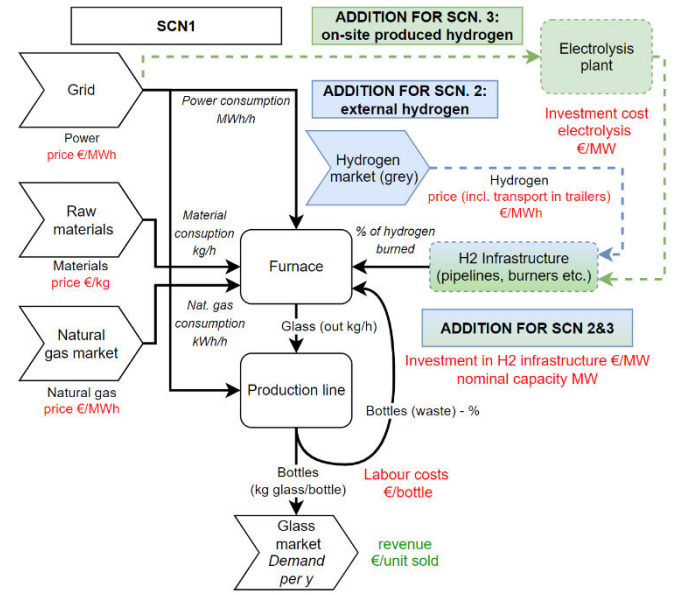 SCN1
ADDITION FOR SCN. 3:
on-site produced hydrogen
Electrolysis
plant
Grid
Power consumption
MWh/h
ADDITION FOR SCN. 2:
external hydrogen
Investment cost
electrolysis
€/MW
Power
price €/MWh
Hydrogen
market (grey)
Hydrogen
price (incl. transport in trailers)
€/MWh
Raw
materials
Material
consuption
kg/h
% of hydrogen
burned
Furnace
H2 Infrastructure
(pipelines, burners etc.)
Materials
price €/kg
Nat. gas
consumption
kWh/h
Natural
gas market
Glass (out kg/h)
ADDITION FOR SCN 2&3
Investment in H2 infrastructure €/MW
nominal capacity MW
Natural gas
price €/MWh
Production line
Bottles (waste) - %
Bottles
(kg glass/bottle)
Labour costs
€/bottle
Glass
market
Demand
per y
revenue
€/unit sold